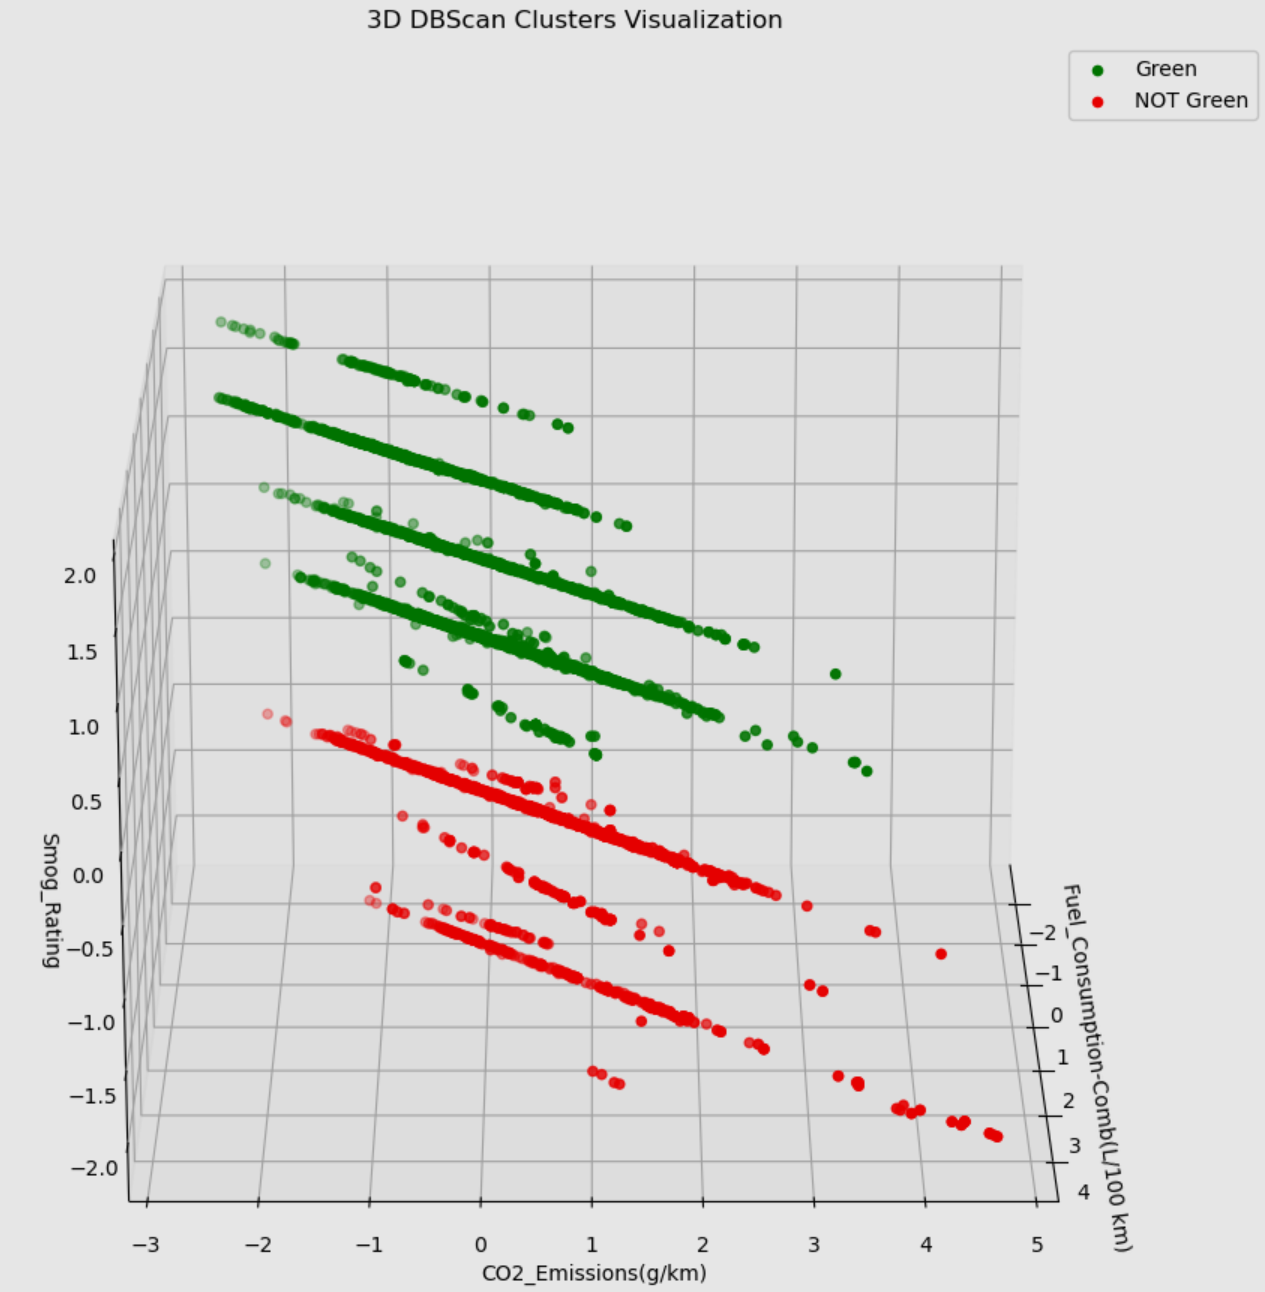 3D DBScan Clusters Visualization
Green
NOT Green
2.0
1.5
1.0
0.5
0.0
−0.5
−1.0
−1.5
−2.0
Smog_Rating
−3 −2 −1 0 1 2 3 4 5
CO2_Emissions(g/km)
−2
−1
0
1
2
3
4
Fuel_Consumption-Comb(L/100 km)